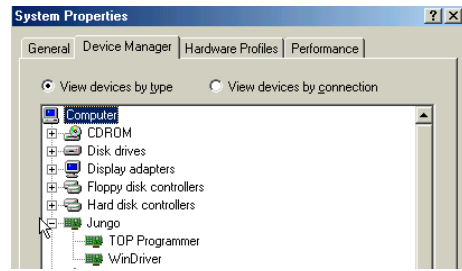 System Properties
General Device Manager Hardware Profiles Performance
View devices by type View devices by connection
Computer
CDROM
Disk drives
Display adapters
Floppy disk controllers
Hard disk controllers
Jungo
TOP Programmer
WinDriver